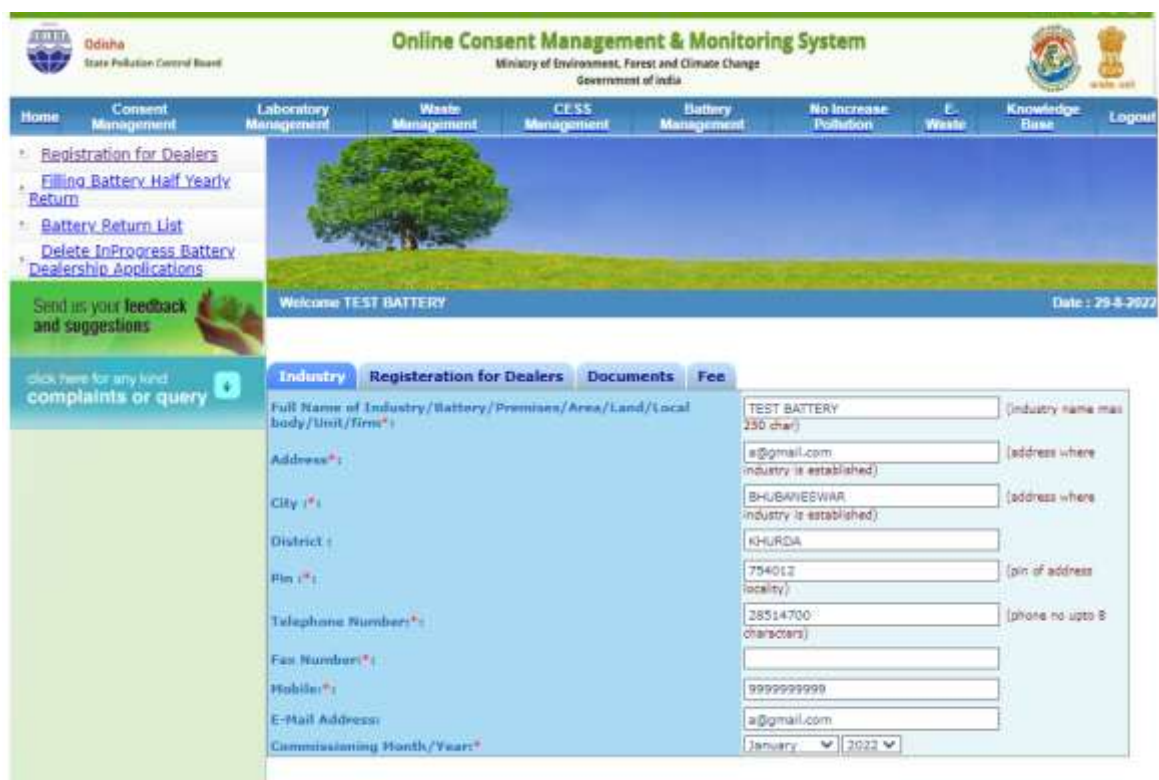 Odisha
State Pollution Control Board
Online Consent Management & Monitoring System
Ministry of Environment, Forest and Climate Change
Government of India
Home
Consent Management
Laboratory Management
Waste Management
CESS Management
Battery Management
No Increase Pollution
E-Waste
Knowledge Base
Logout
Registration for Dealers
Filling Battery Half Yearly
Return
Battery Return List
Delete InProgress Battery
Dealership Applications
Send us your feedback
and suggestions
click here for any kind
complaints or query
Welcome TEST BATTERY
Date : 29-8-2022
Industry
Registeration for Dealers
Documents
Fee
Full Name of Industry/Battery/Premises/Area/Land/Local
body/Unit/firm*:
TEST BATTERY (industry name max
250 char)
Address*:
a@gmail.com (address where
industry is established)
City :*:
BHUBANESWAR (address where
industry is established)
District :
KHURDA
Pin :*:
754012 (pin of address
locality)
Telephone Number:*:
28514700 (phone no upto 8
characters)
Fax Number:*:
Mobile:*:
9999999999
E-Mail Address:
a@gmail.com
Commissioning Month/Year:*
January 2022